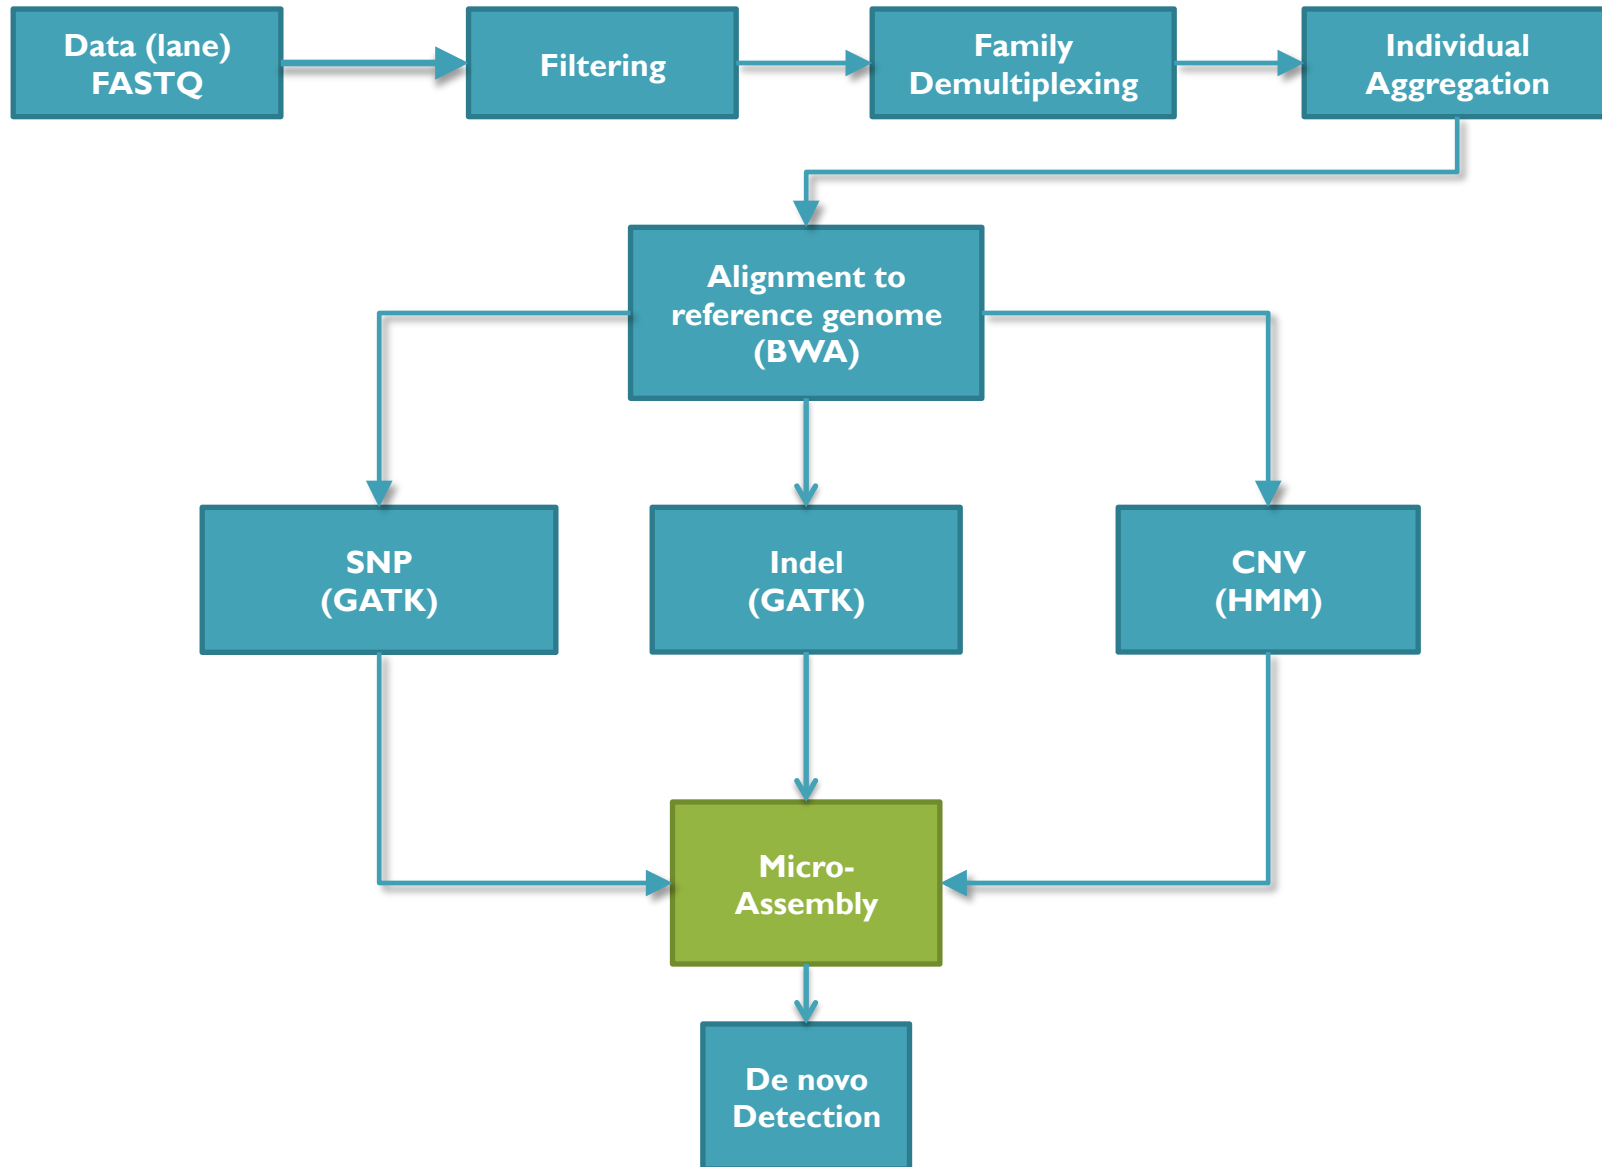 Data (lane)
FASTQ
Filtering
Family
Demultiplexing
Individual
Aggregation
Alignment to
reference genome
(BWA)
SNP
(GATK)
Indel
(GATK)
CNV
(HMM)
Micro-
Assembly
De novo
Detection